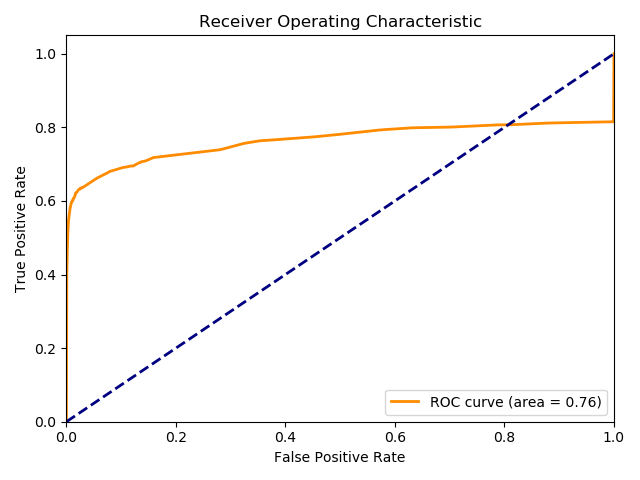 Receiver Operating Characteristic
True Positive Rate
1.0
0.8
0.6
0.4
0.2
0.0
ROC curve (area = 0.76)
0.0 0.2 0.4 0.6 0.8 1.0
False Positive Rate